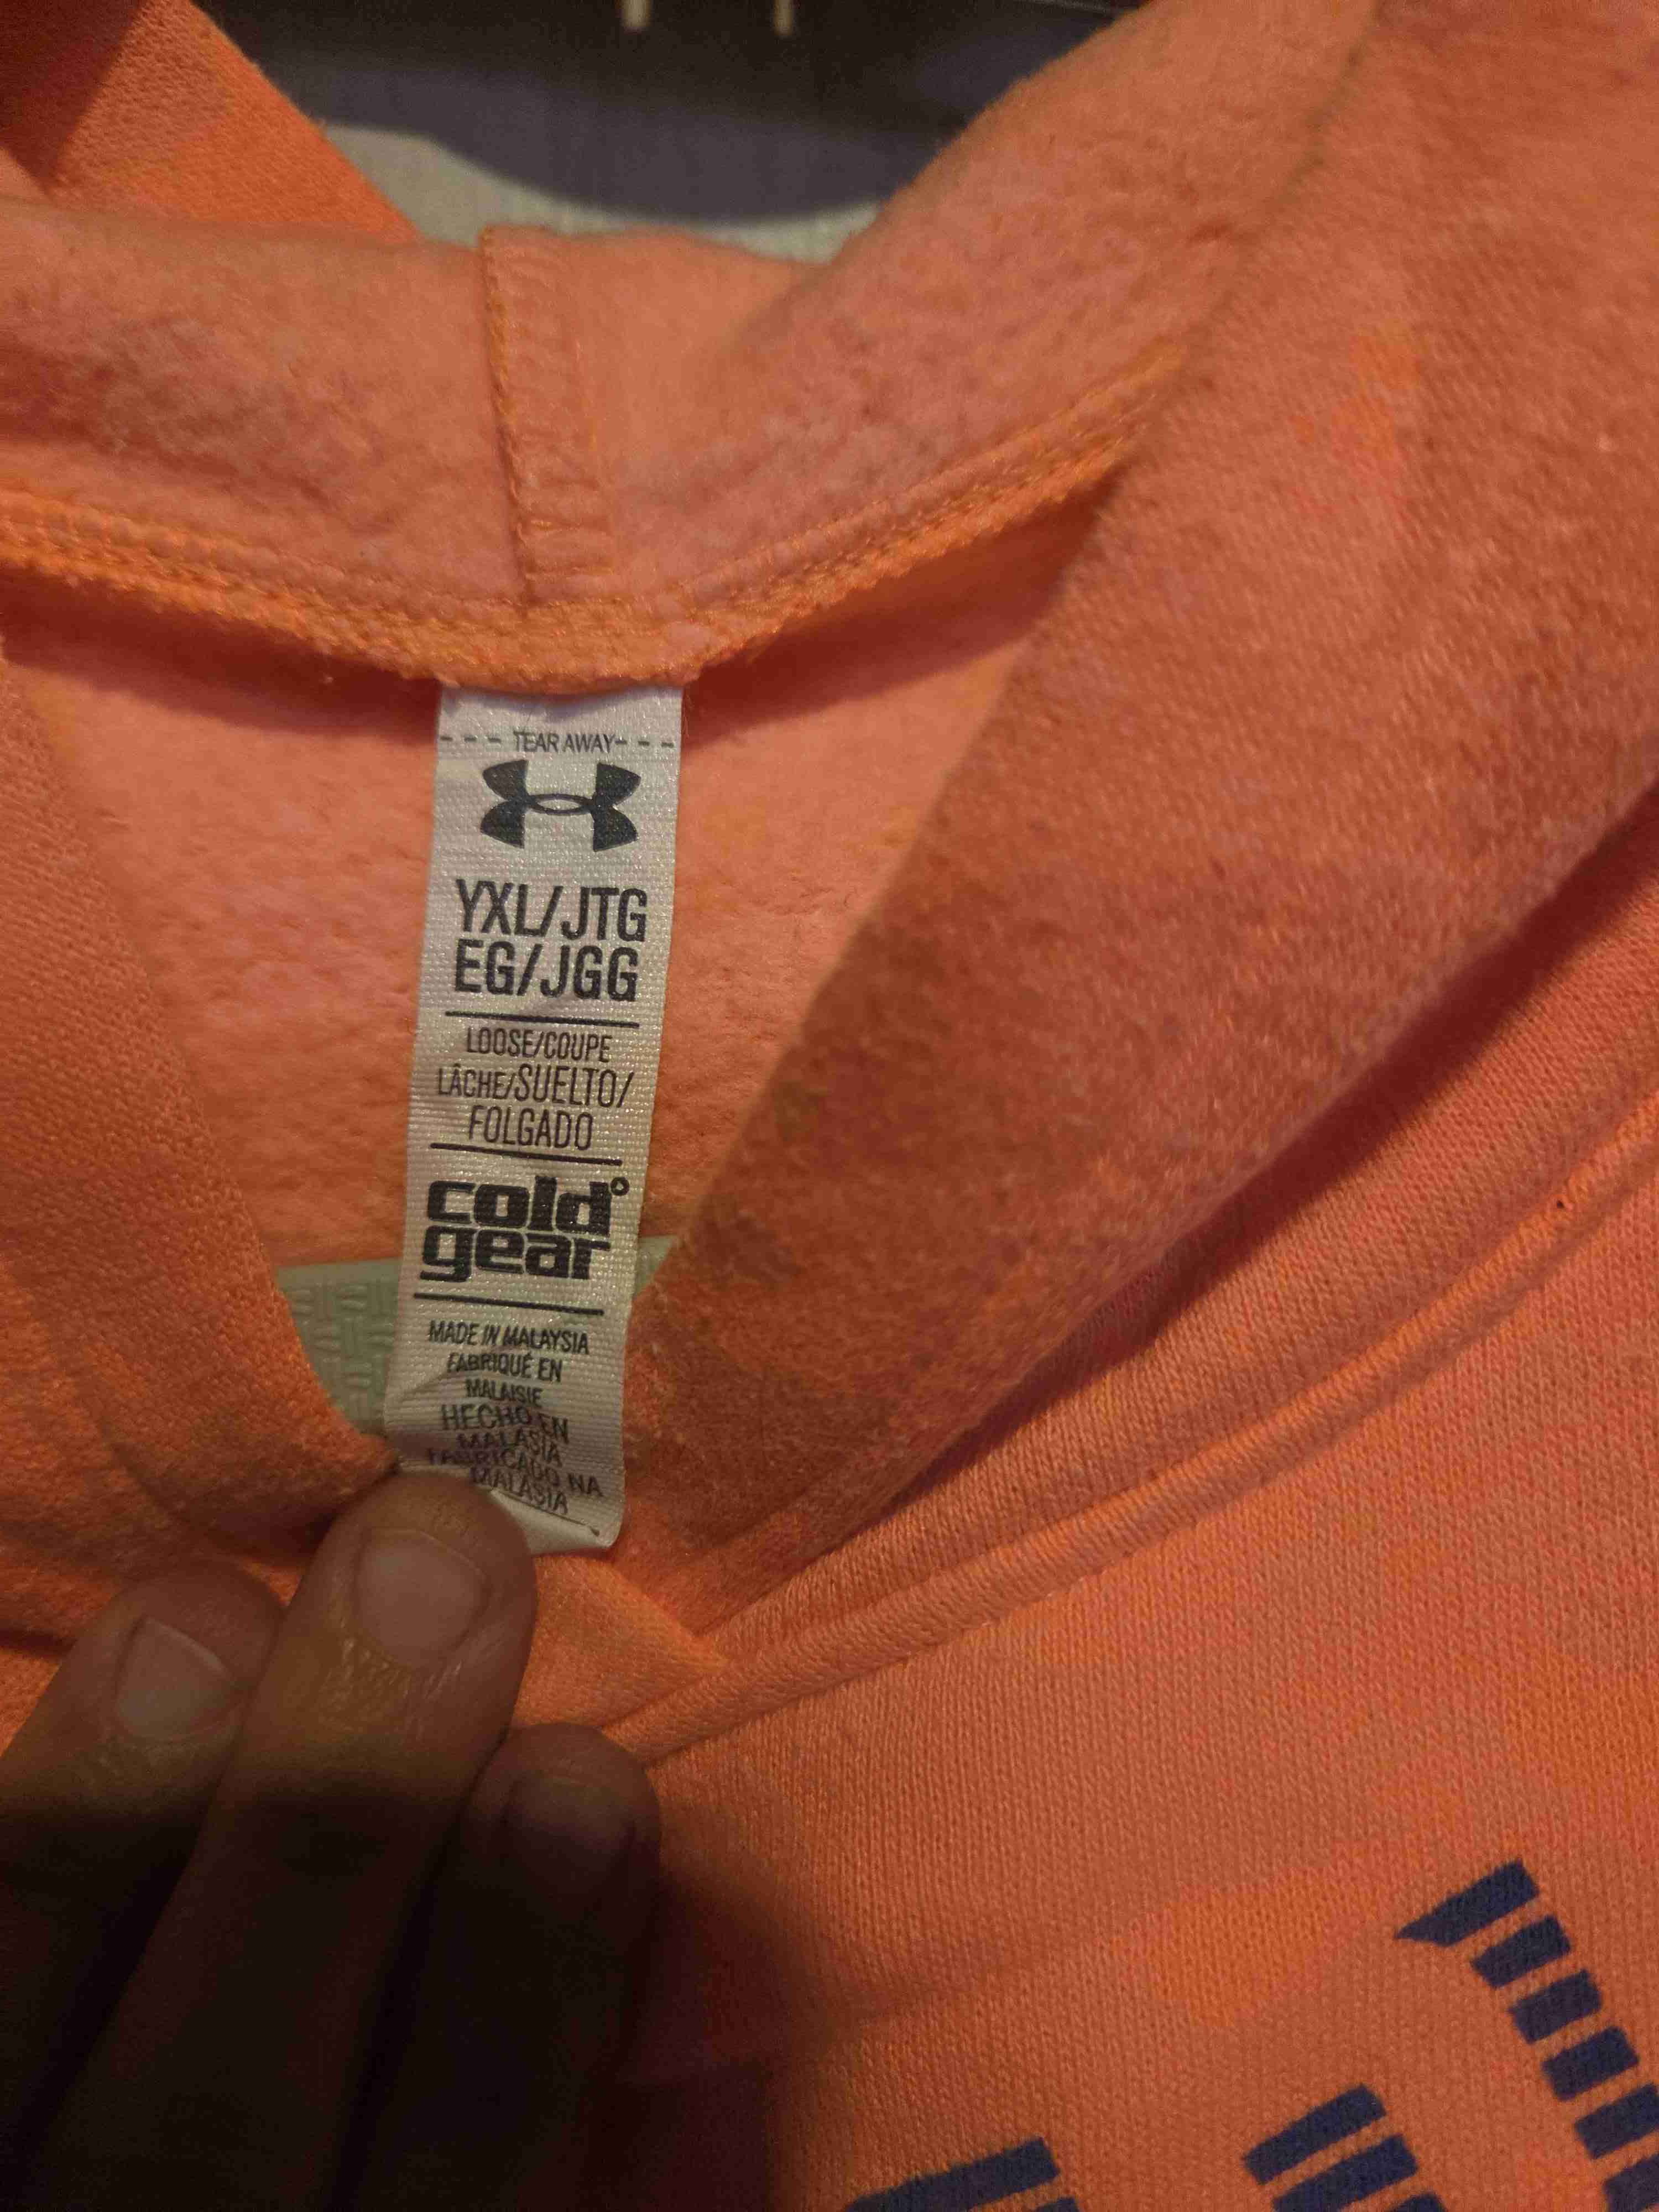 - - - TEAR AWAY- - -
YXL/JTG
EG/JGG
LOOSE/COUPE
LÂCHE/SUELTO/
FOLGADO
cold°
gear
MADE IN MALAYSIA
FABRIQUÉ EN
MALAISIE
HECHO EN
MALASIA
FABRICADO NA
MALASIA